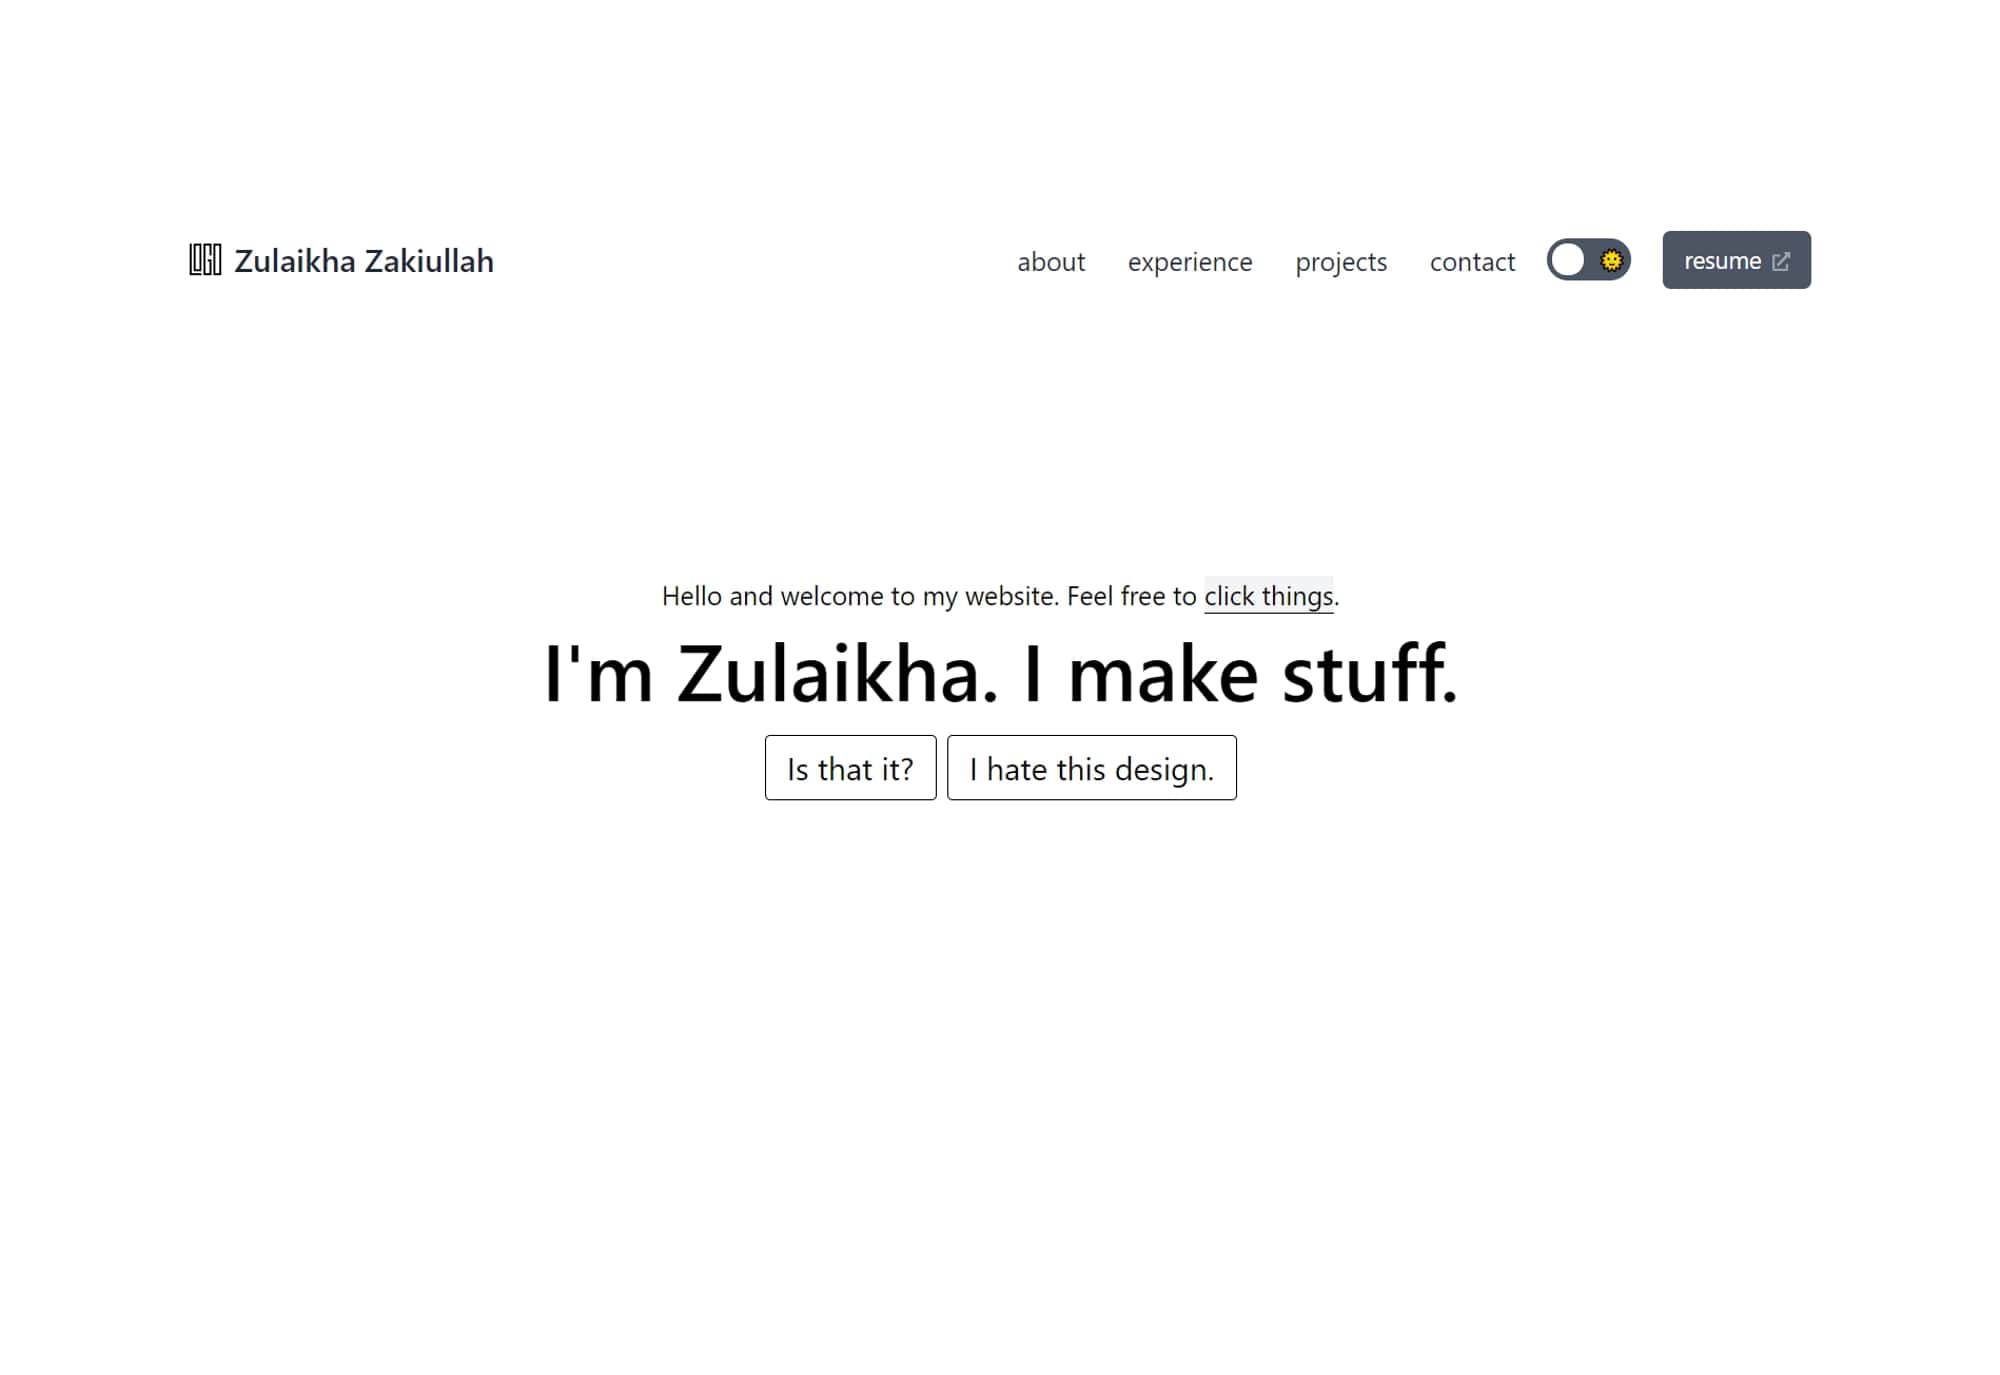 LOGO Zulaikha Zakiullah about experience projects contact resume
Hello and welcome to my website. Feel free to click things.
I'm Zulaikha. I make stuff.
Is that it? I hate this design.